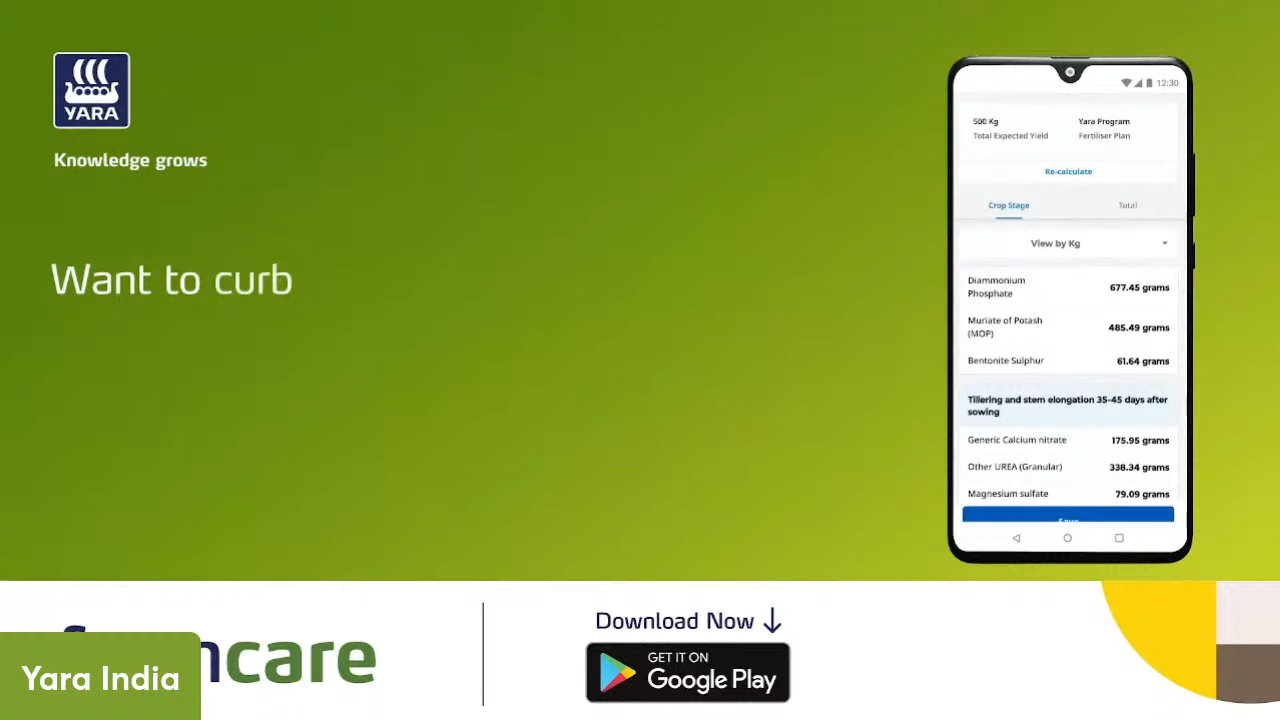 YARA
Knowledge grows
Want to curb
12:30
500 Kg
Total Expected Yield
Yara Program
Fertiliser Plan
Re-calculate
Crop Stage
Total
View by Kg
Diammonium
Phosphate
677.45 grams
Muriate of Potash
(MOP)
485.49 grams
Bentonite Sulphur
61.64 grams
Tillering and stem elongation 35-45 days after
sowing
Generic Calcium nitrate
175.95 grams
Other UREA (Granular)
338.34 grams
Magnesium sulfate
79.09 grams
Save
care
Yara India
Download Now
GET IT ON
Google Play